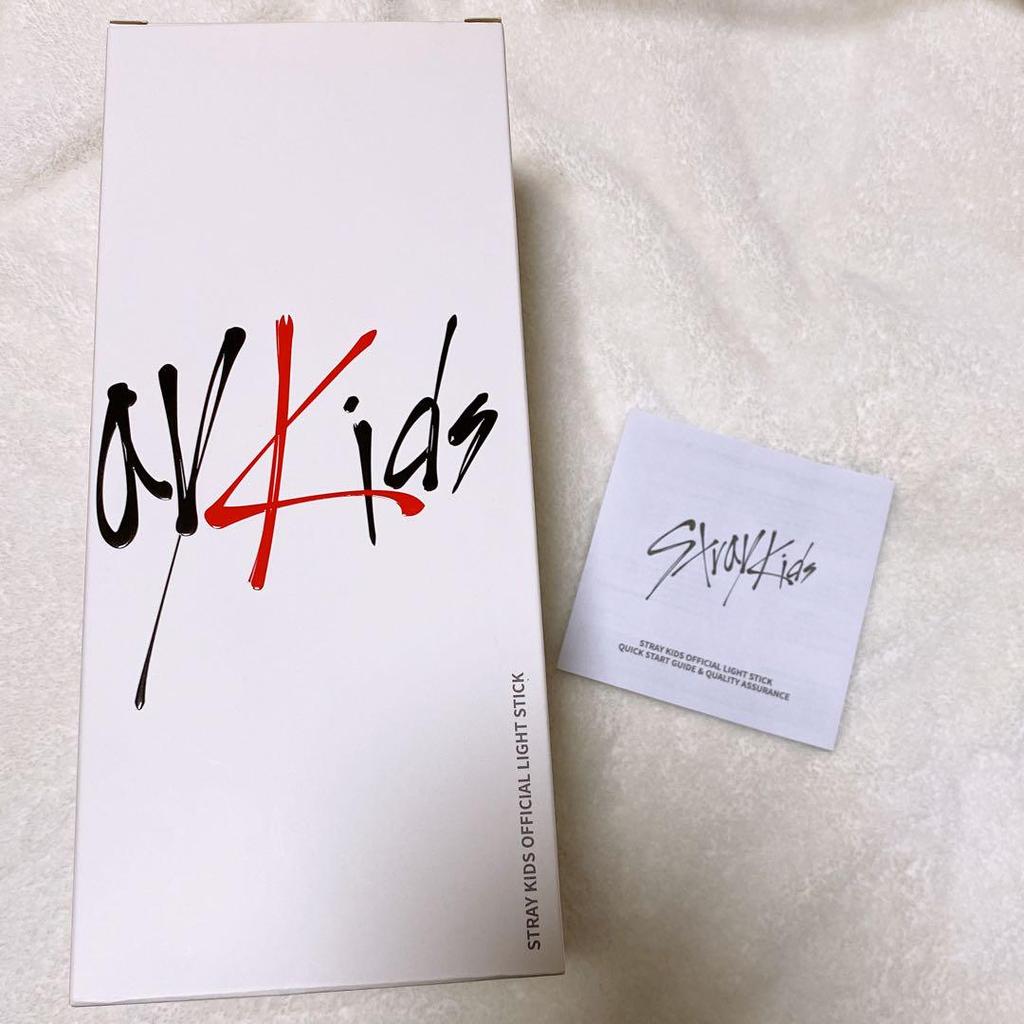 ayKids
STRAY KIDS OFFICIAL LIGHT STICK
StrayKids
STRAY KIDS OFFICIAL LIGHT STICK
QUICK START GUIDE & QUALITY ASSURANCE